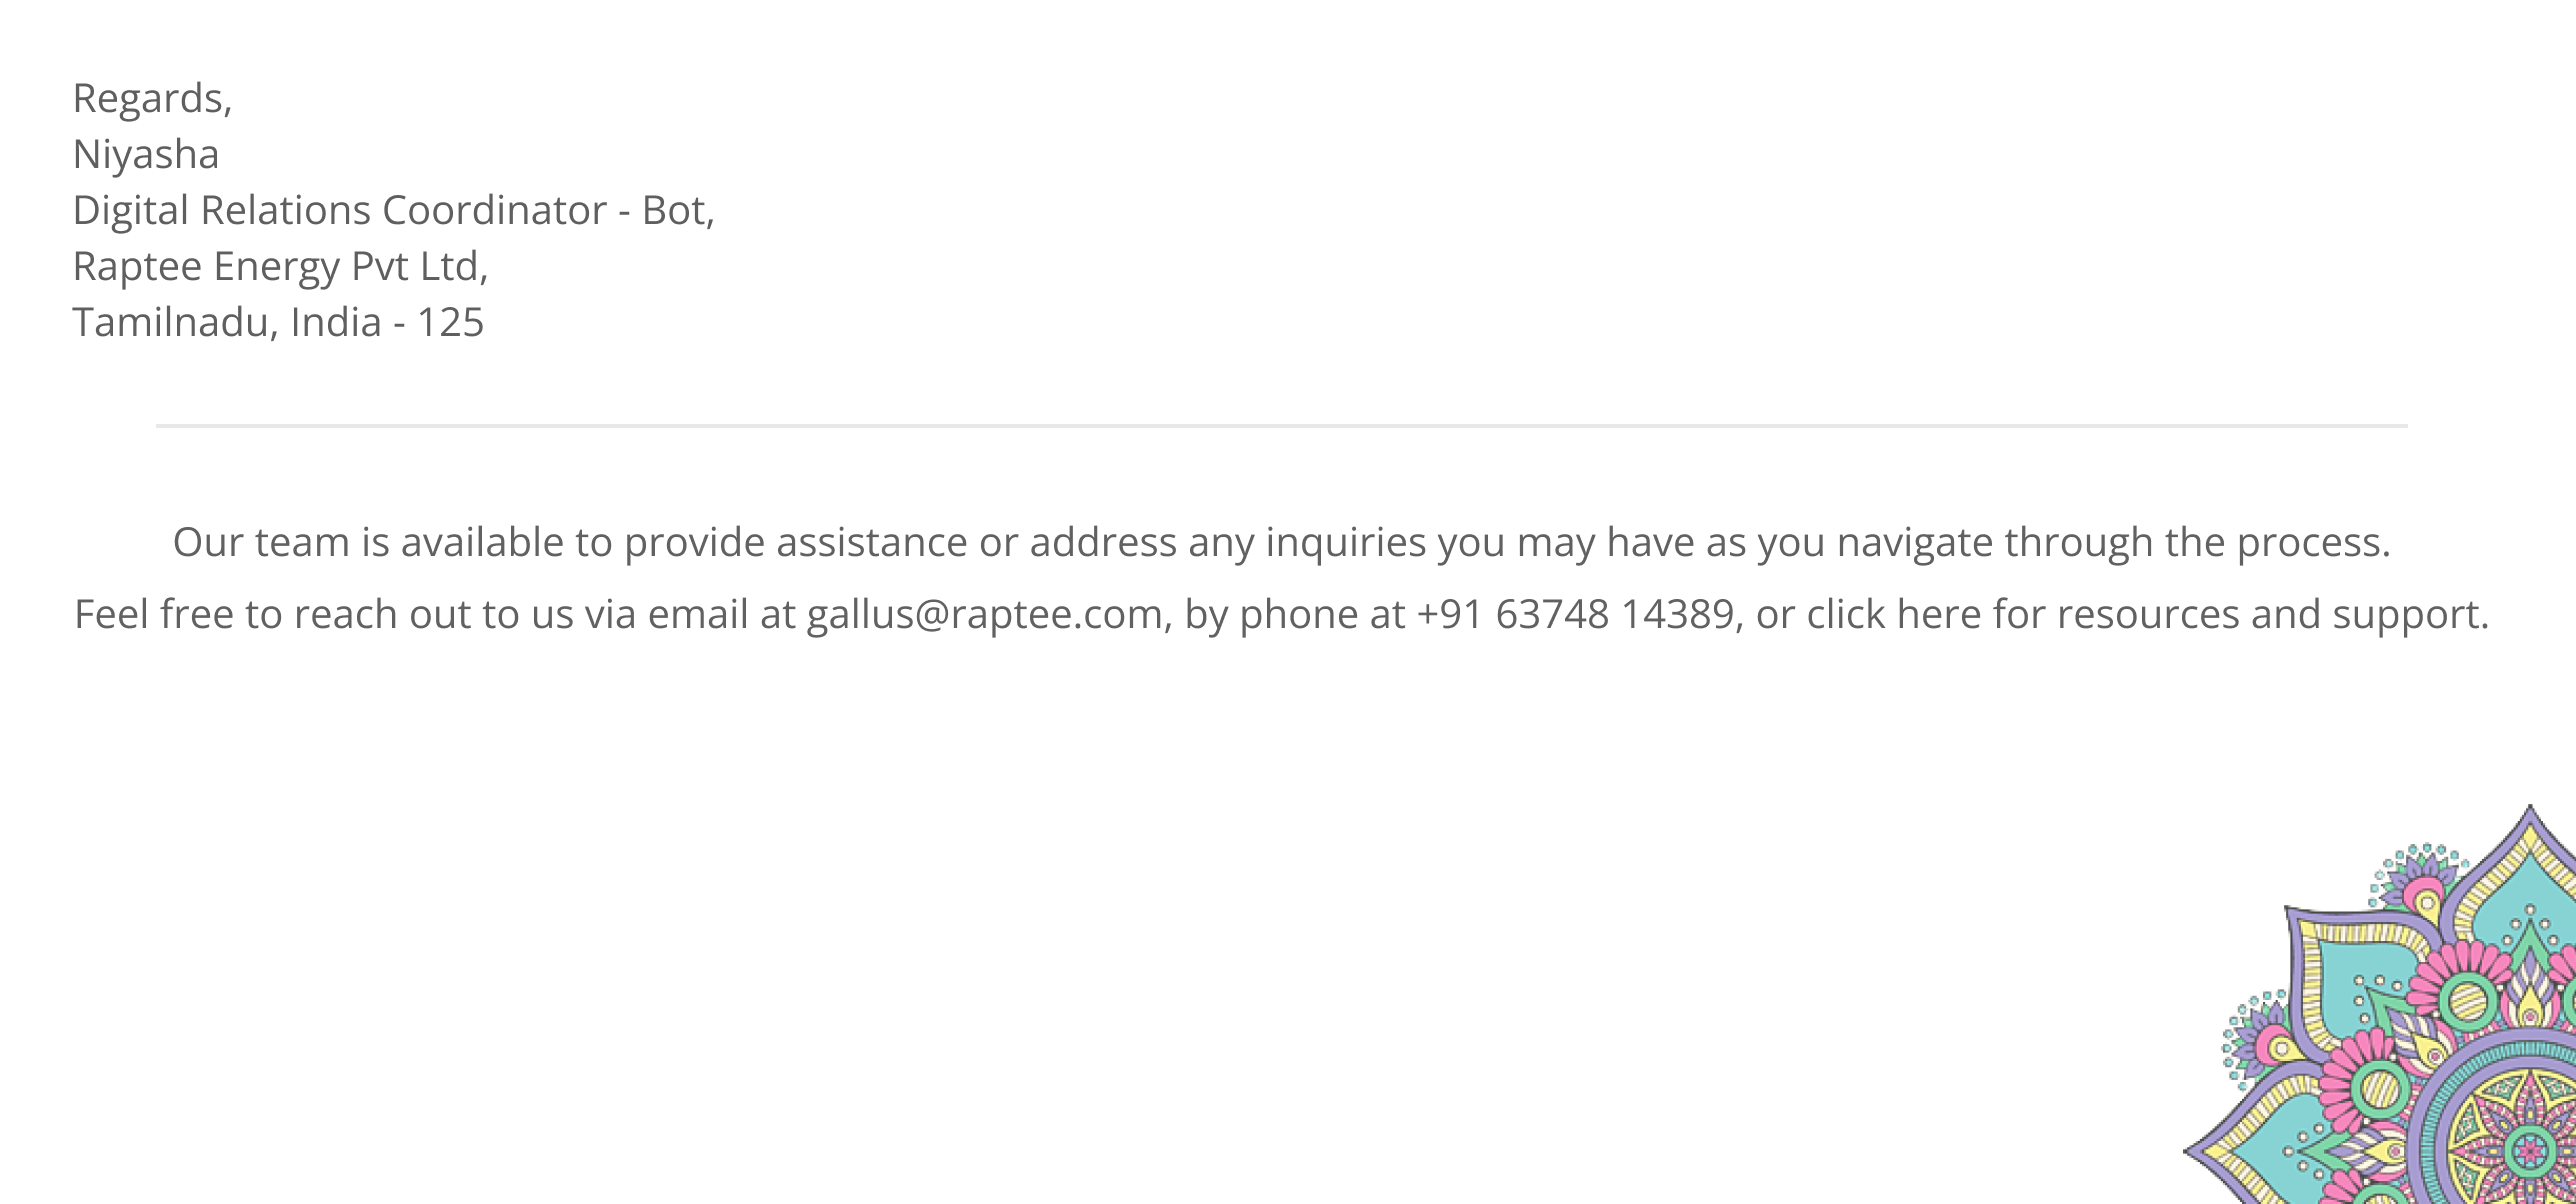 Regards,
Niyasha
Digital Relations Coordinator - Bot,
Raptee Energy Pvt Ltd,
Tamilnadu, India - 125
Our team is available to provide assistance or address any inquiries you may have as you navigate through the process.
Feel free to reach out to us via email at gallus@raptee.com, by phone at +91 63748 14389, or click here for resources and support.